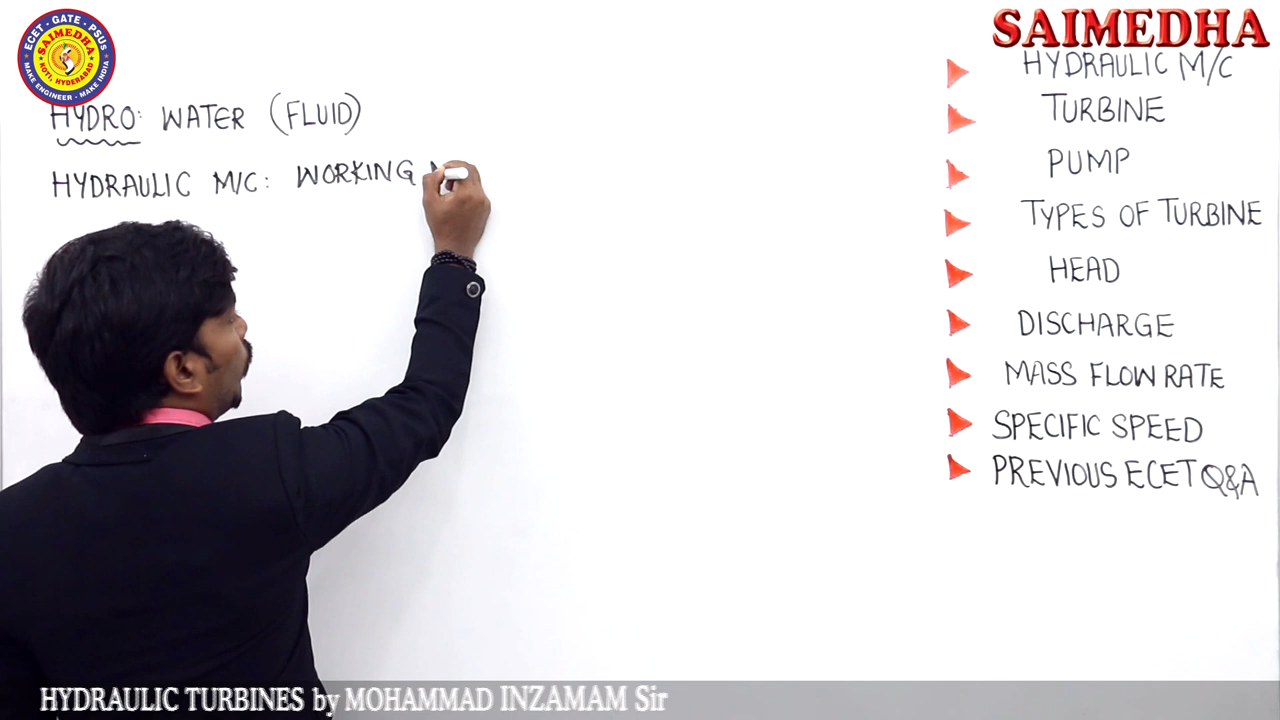 ECET - GATE - PSUs
SAIMEDHA
KOTI, HYDERABAD
MAKE ENGINEER - MAKE INDIA
HYDRO: WATER (FLUID)
HYDRAULIC M/C: WORKING
SAIMEDHA
HYDRAULIC M/C
TURBINE
PUMP
TYPES OF TURBINE
HEAD
DISCHARGE
MASS FLOW RATE
SPECIFIC SPEED
PREVIOUS ECET Q&A
HYDRAULIC TURBINES by MOHAMMAD INZAMAM Sir